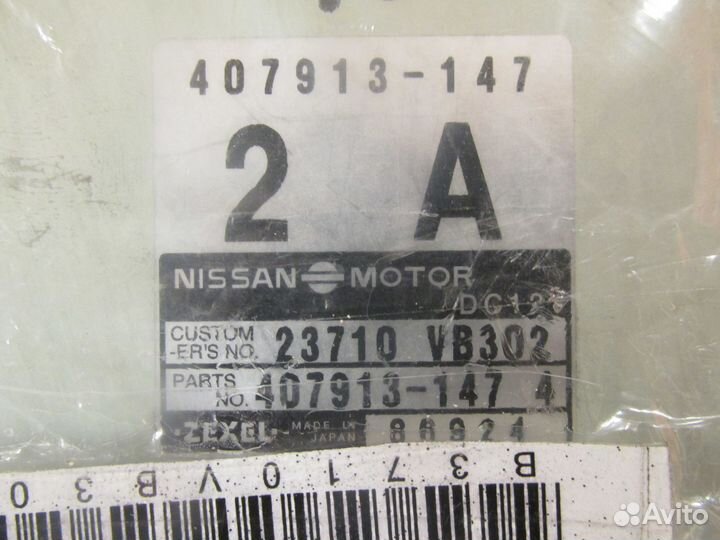 407913-147
2 A
NISSAN MOTOR
DC12
CUSTOM
-ER'S NO. 23710 VB302
PARTS
NO. 407913-147 4
ZEXEL MADE IN
JAPAN 86924
B3710VB30
Avito